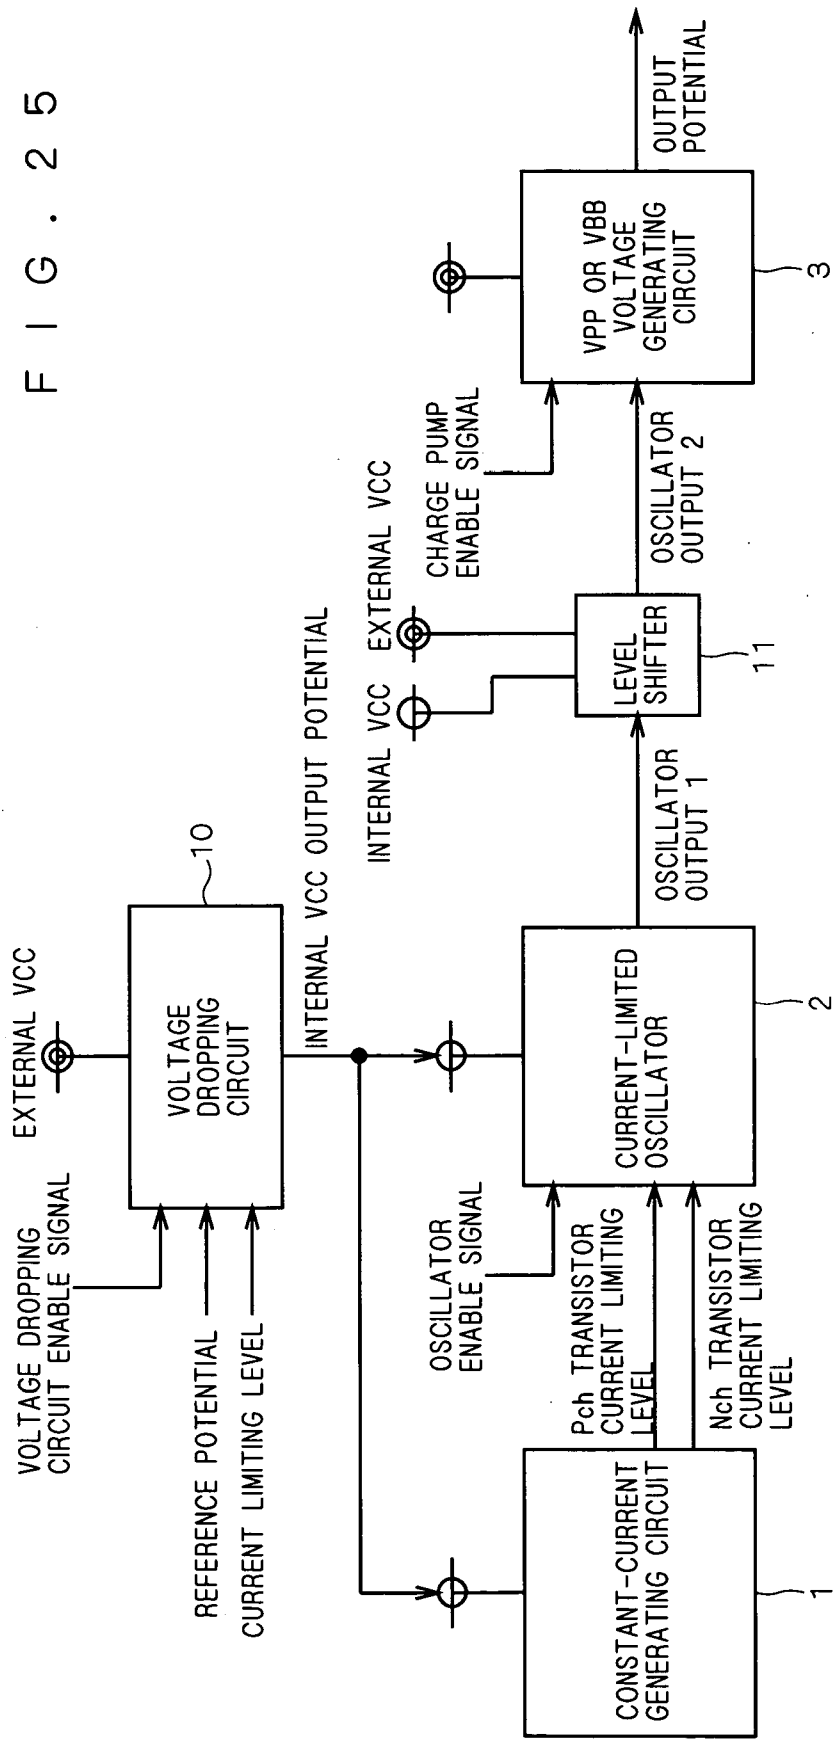 FIG. 25
EXTERNAL VCC
VOLTAGE DROPPING
CIRCUIT ENABLE SIGNAL
REFERENCE POTENTIAL
CURRENT LIMITING LEVEL
VOLTAGE
DROPPING
CIRCUIT
10
INTERNAL VCC OUTPUT POTENTIAL
CONSTANT-CURRENT
GENERATING CIRCUIT
1
Pch TRANSISTOR
CURRENT LIMITING
LEVEL
Nch TRANSISTOR
CURRENT LIMITING
LEVEL
OSCILLATOR
ENABLE SIGNAL
CURRENT-LIMITED
OSCILLATOR
2
OSCILLATOR
OUTPUT 1
INTERNAL VCC
EXTERNAL VCC
LEVEL
SHIFTER
11
OSCILLATOR
OUTPUT 2
CHARGE PUMP
ENABLE SIGNAL
VPP OR VBB
VOLTAGE
GENERATING
CIRCUIT
3
OUTPUT
POTENTIAL